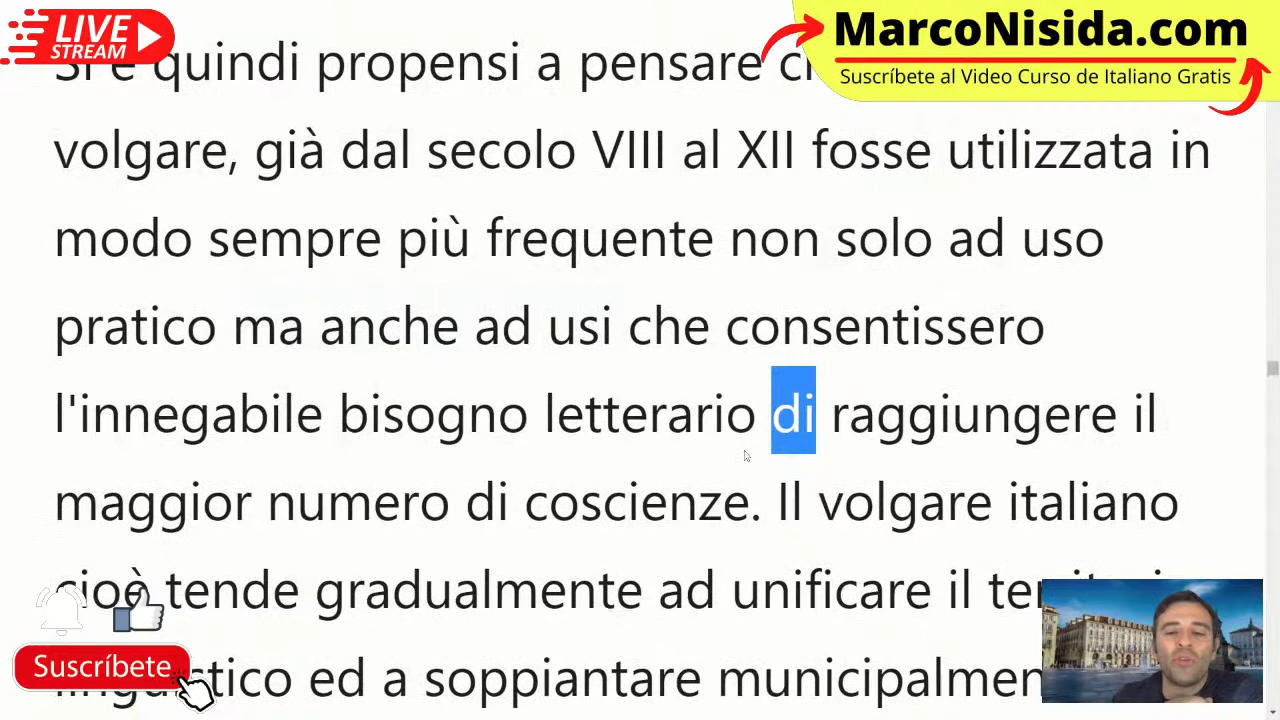 LIVE
STREAM
MarcoNisida.com
Suscríbete al Video Curso de Italiano Gratis
Si è quindi propensi a pensare
volgare, già dal secolo VIII al XII fosse utilizzata in
modo sempre più frequente non solo ad uso
pratico ma anche ad usi che consentissero
l'innegabile bisogno letterario di raggiungere il
maggior numero di coscienze. Il volgare italiano
cioè tende gradualmente ad unificare il
ed a soppiantare
Suscríbete